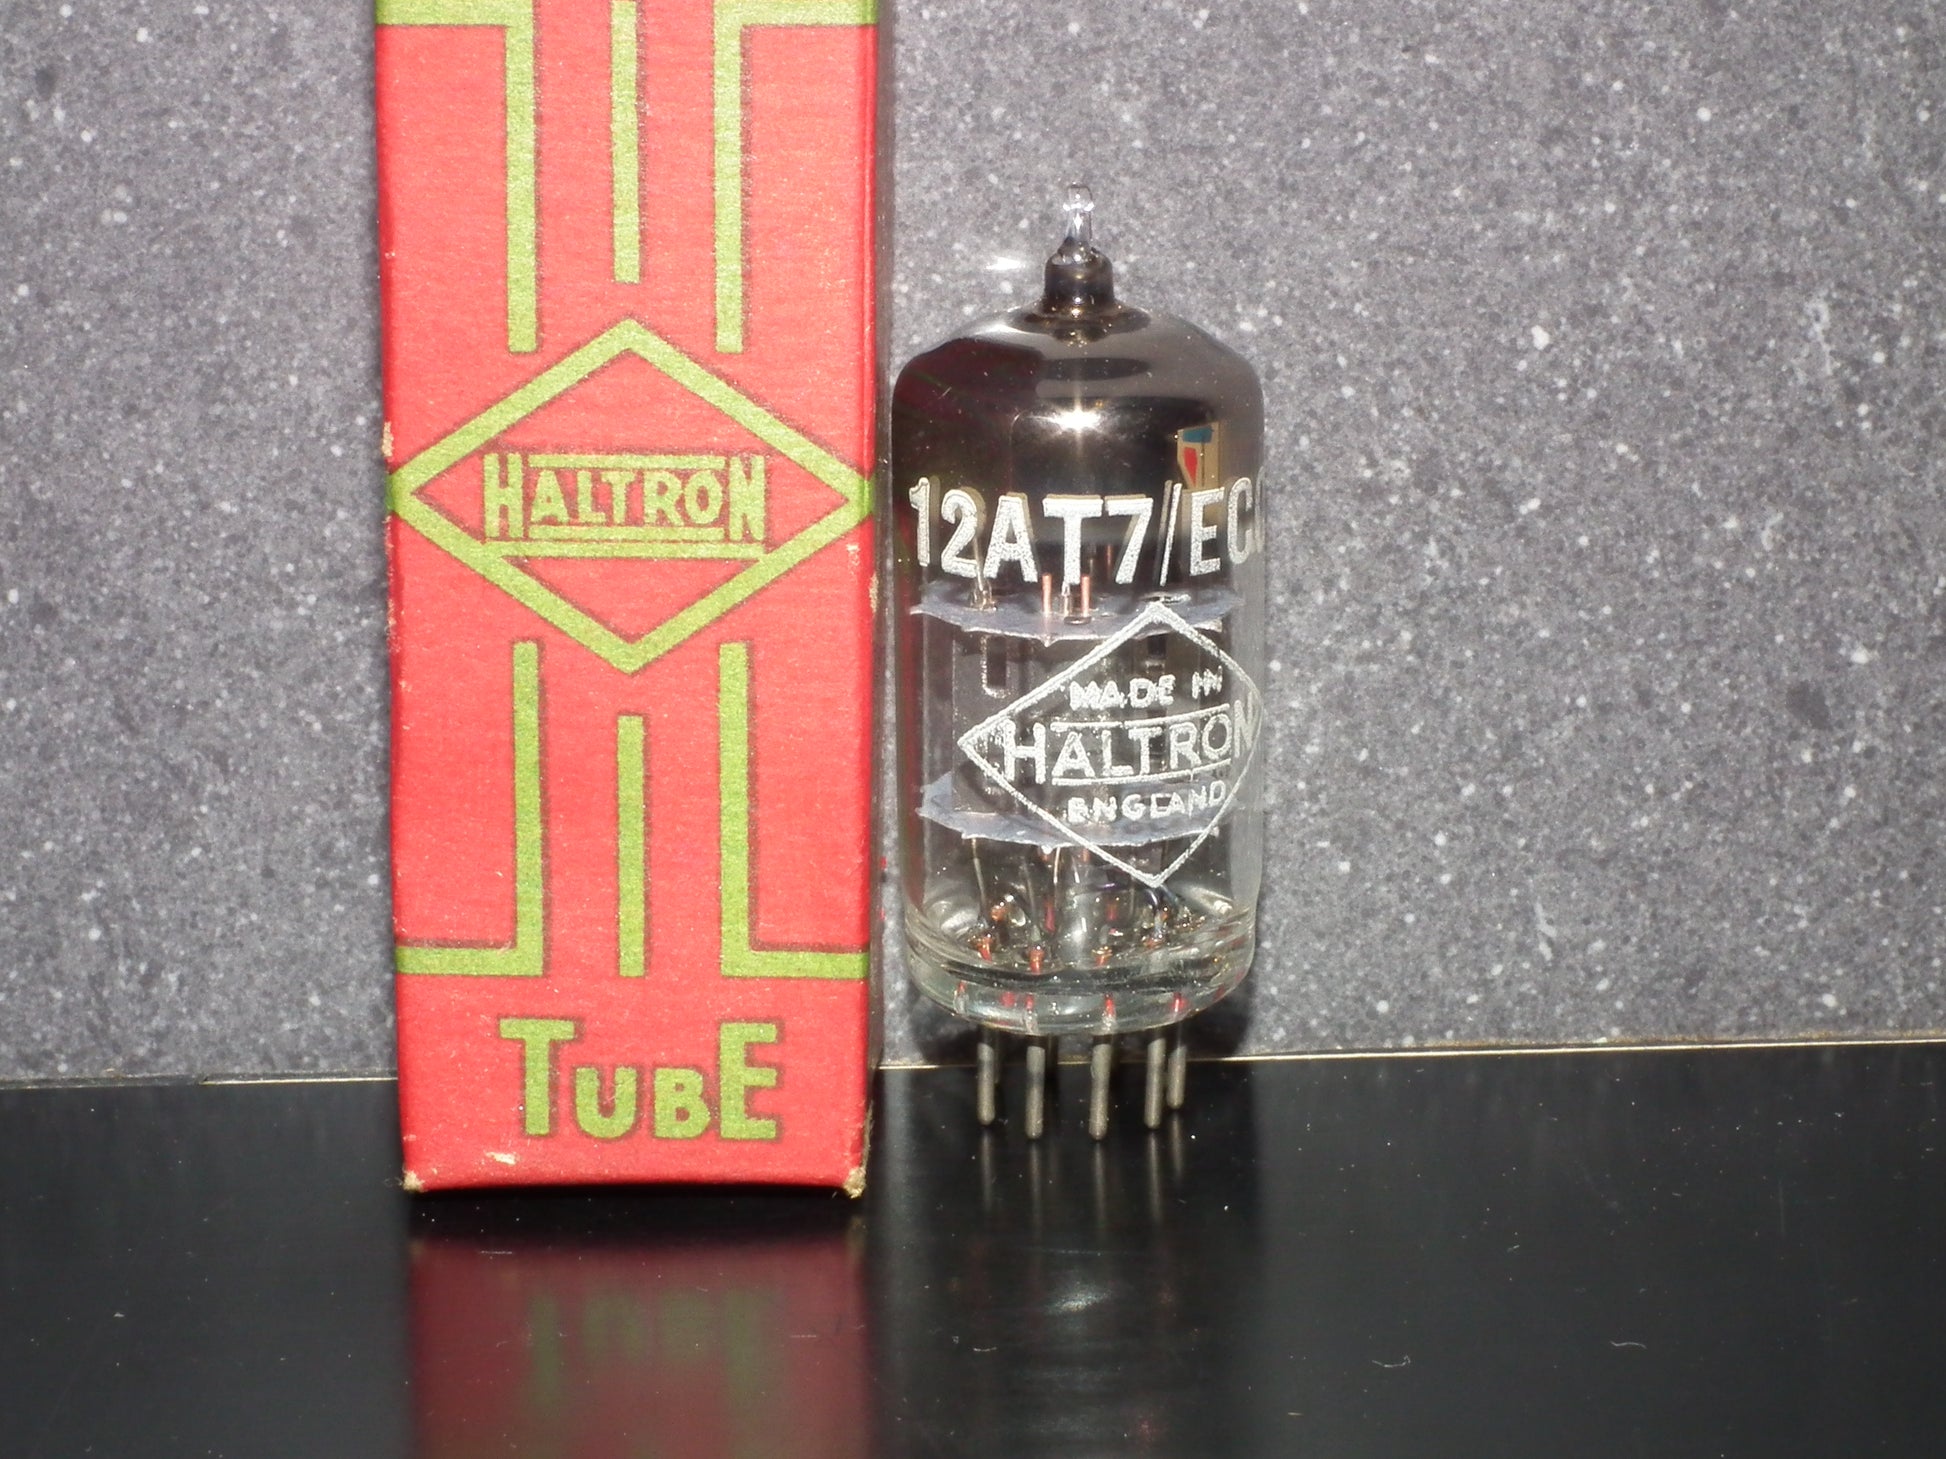 HALTRON
TUBE
12AT7/EC
MADE IN
HALTRON
ENGLAND